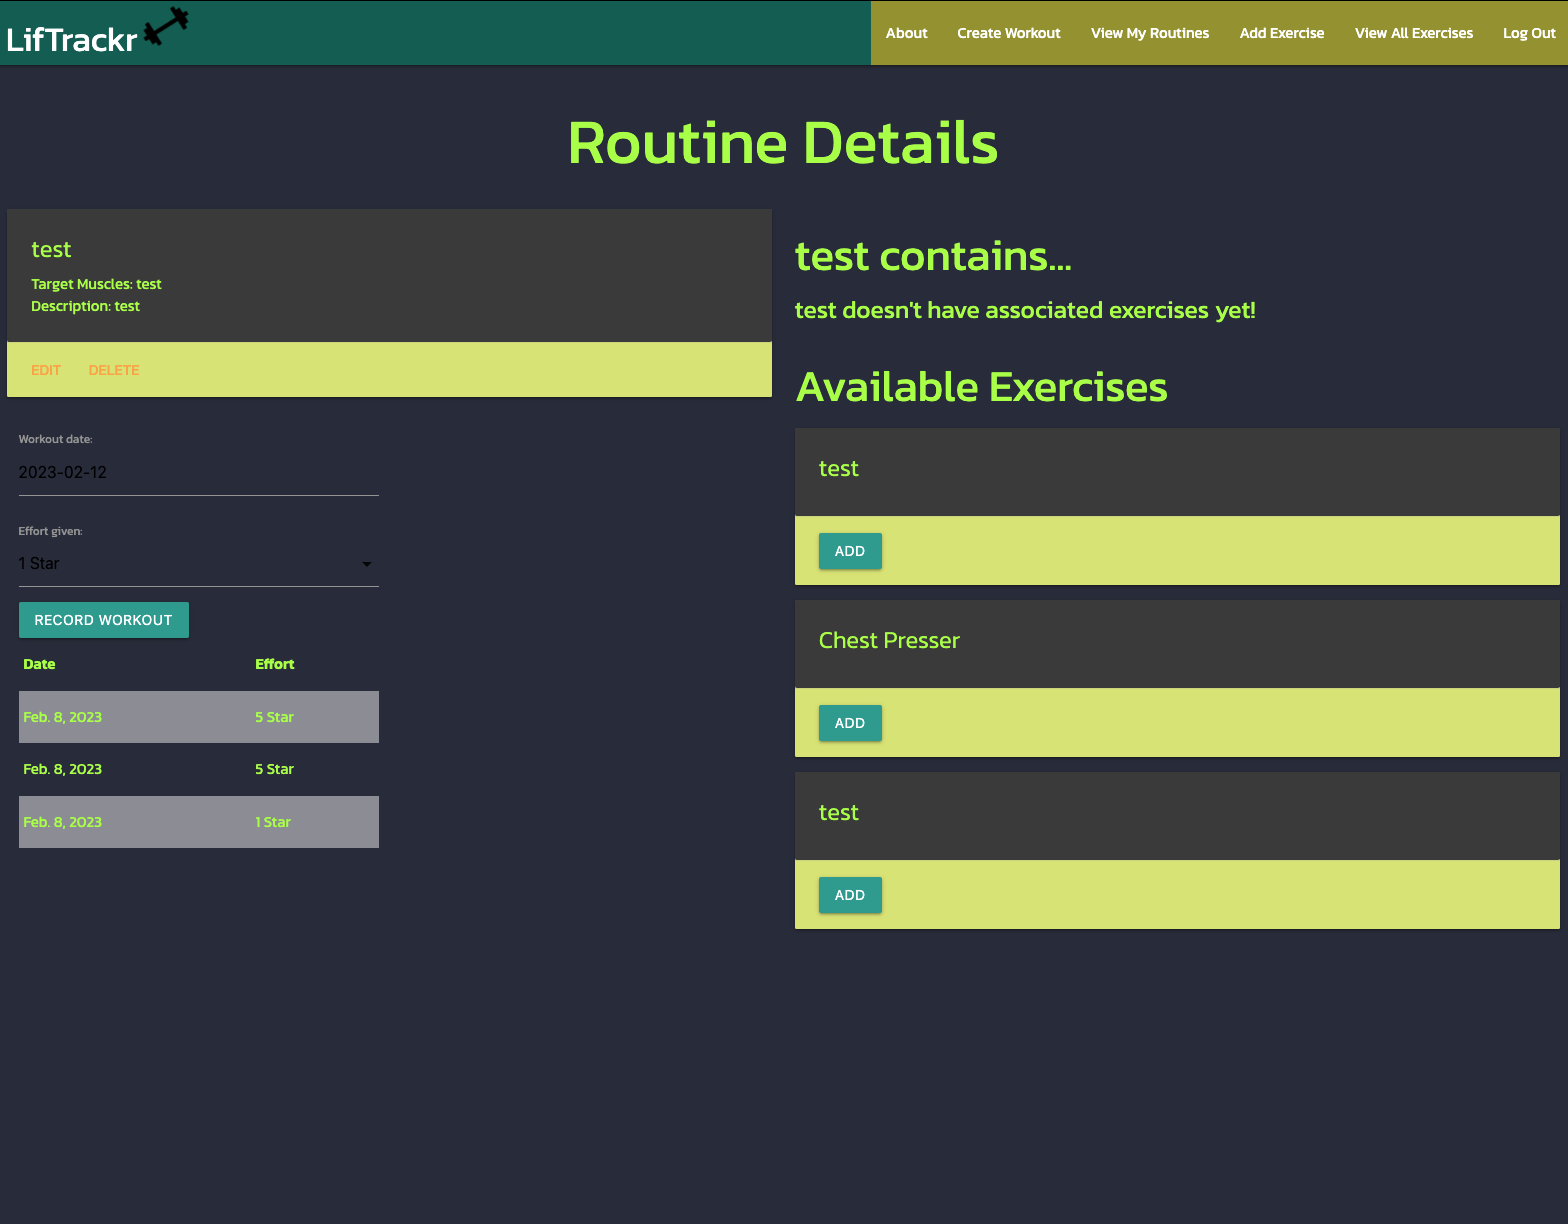 LifTrackr
About Create Workout View My Routines Add Exercise View All Exercises Log Out
Routine Details
test
Target Muscles: test
Description: test
EDIT DELETE
Workout date:
2023-02-12
Effort given:
1 Star
RECORD WORKOUT
Date Effort
Feb. 8, 2023 5 Star
Feb. 8, 2023 5 Star
Feb. 8, 2023 1 Star
test contains...
test doesn't have associated exercises yet!
Available Exercises
test
ADD
Chest Presser
ADD
test
ADD